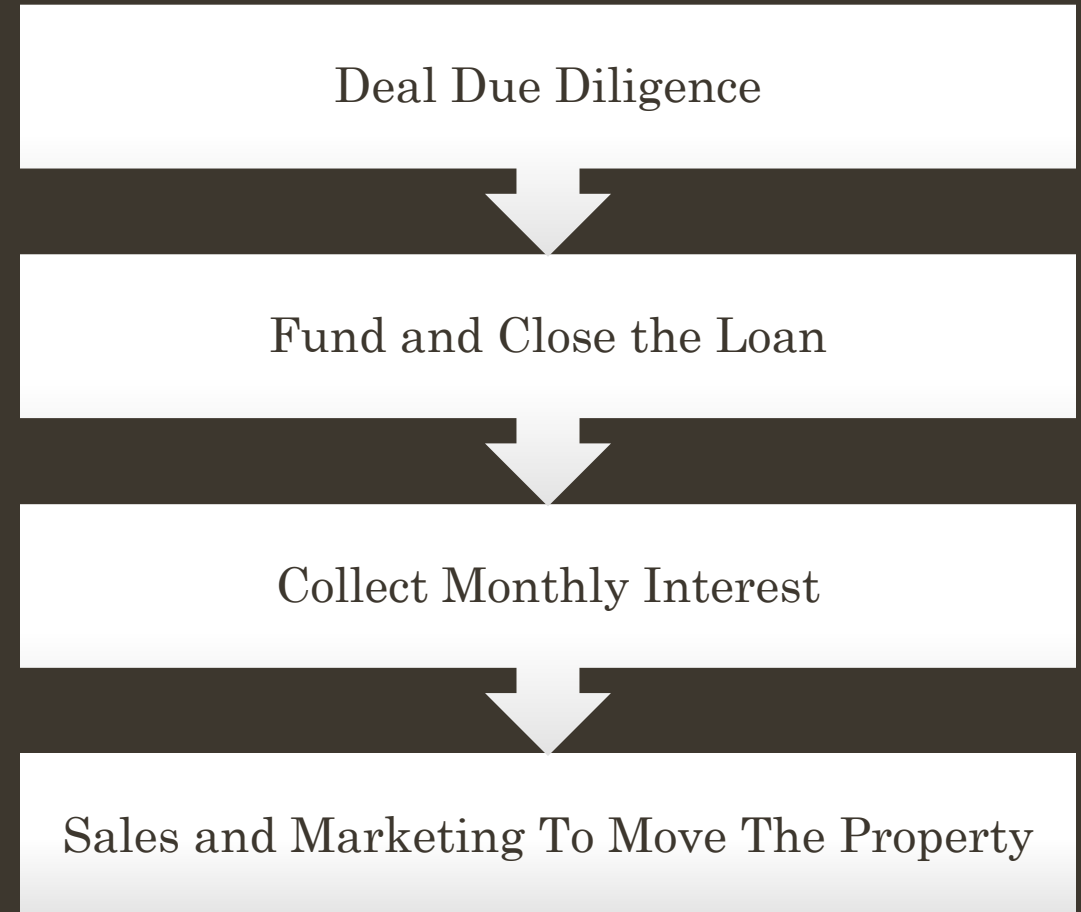 Deal Due Diligence
Fund and Close the Loan
Collect Monthly Interest
Sales and Marketing To Move The Property